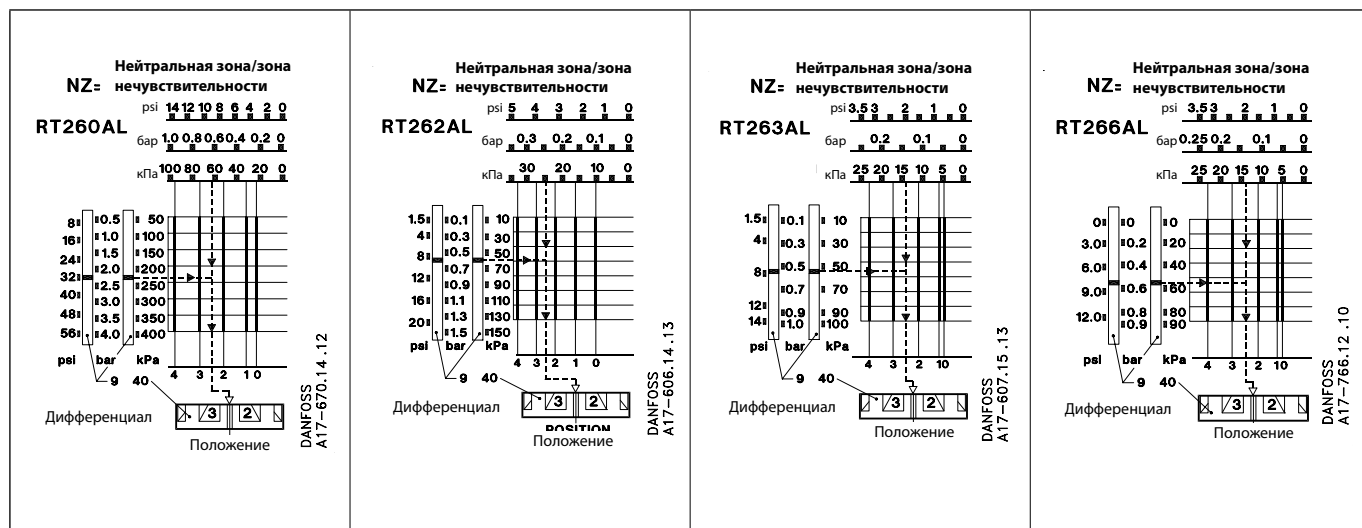 Нейтральная зона/зона
NZ= нечувствительности
psi 14 12 10 8 6 4 2 0
RT260AL
бар 1.0 0.8 0.6 0.4 0.2 0
кПа 100 80 60 40 20 0
8 0.5 50
16 1.0 100
24 1.5 150
32 2.0 200
2.5 250
40 3.0 300
48 3.5 350
56 4.0 400
psi bar kPa
4 3 2 1 0
9 40
Дифференциал
3 2
Положение
DANFOSS
A17-670.14.12
Нейтральная зона/зона
NZ= нечувствительности
psi 5 4 3 2 1 0
RT262AL
бар 0.3 0.2 0.1 0
кПа 30 20 10 0
1.5 0.1 10
4 0.3 30
8 0.5 50
0.7 70
12 0.9 90
16 1.1 110
20 1.3 130
1.5 150
psi bar kPa
4 3 2 1 0
9 40
Дифференциал
3 2
POSITION
Положение
DANFOSS
A17-606.14.13
Нейтральная зона/зона
NZ= нечувствительности
psi 3.5 3 2 1 0
RT263AL
бар 0.2 0.1 0
кПа 25 20 15 10 5 0
1.5 0.1 10
4 0.3 30
8 0.5 50
0.7 70
12 0.9 90
14 1.0 100
psi bar kPa
4 3 2 1 0
9 40
Дифференциал
3 2
Положение
DANFOSS
A17-607.15.13
Нейтральная зона/зона
NZ= нечувствительности
psi 3.5 3 2 1 0
RT266AL
бар 0.25 0.2 0.1 0
кПа 25 20 15 10 5 0
0 0 0
3.0 0.2 20
6.0 0.4 40
9.0 0.6 60
12.0 0.8 80
0.9 90
psi bar kPa
4 3 2 1 0
9 40
Дифференциал
3 2
Положение
DANFOSS
A17-766.12.10